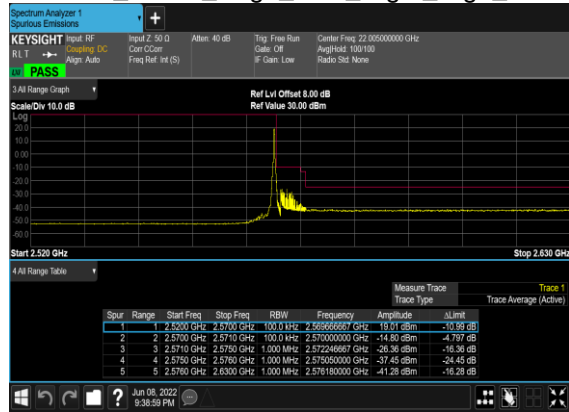 Spectrum Analyzer 1
Spurious Emissions
+
KEYSIGHT Input: RF Input Z: 50 Ω Atten: 40 dB Trig: Free Run Center Freq: 22.005000000 GHz
RLT Coupling: DC Corr CCorr Gate: Off Avg|Hold: 100/100
Align: Auto Freq Ref: Int (S) IF Gain: Low Radio Std: None
PASS
3 All Range Graph Ref Lvl Offset 8.00 dB
Scale/Div 10.0 dB Ref Value 30.00 dBm
Log
20.0
10.0
0.00
-10.0
-20.0
-30.0
-40.0
-50.0
-60.0
Start 2.520 GHz Stop 2.630 GHz
4 All Range Table
Measure Trace Trace 1
Trace Type Trace Average (Active)
Spur Range Start Freq Stop Freq RBW Frequency Amplitude ΔLimit
1 1 2.5200 GHz 2.5700 GHz 100.0 kHz 2.569666667 GHz 19.01 dBm -10.99 dB
2 2 2.5700 GHz 2.5710 GHz 100.0 kHz 2.570000000 GHz -14.80 dBm -4.797 dB
3 3 2.5710 GHz 2.5750 GHz 1.000 MHz 2.572246667 GHz -26.36 dBm -16.36 dB
4 4 2.5750 GHz 2.5760 GHz 1.000 MHz 2.575050000 GHz -37.45 dBm -24.45 dB
5 5 2.5760 GHz 2.6300 GHz 1.000 MHz 2.576180000 GHz -41.28 dBm -16.28 dB
? Jun 08, 2022
9:38:59 PM